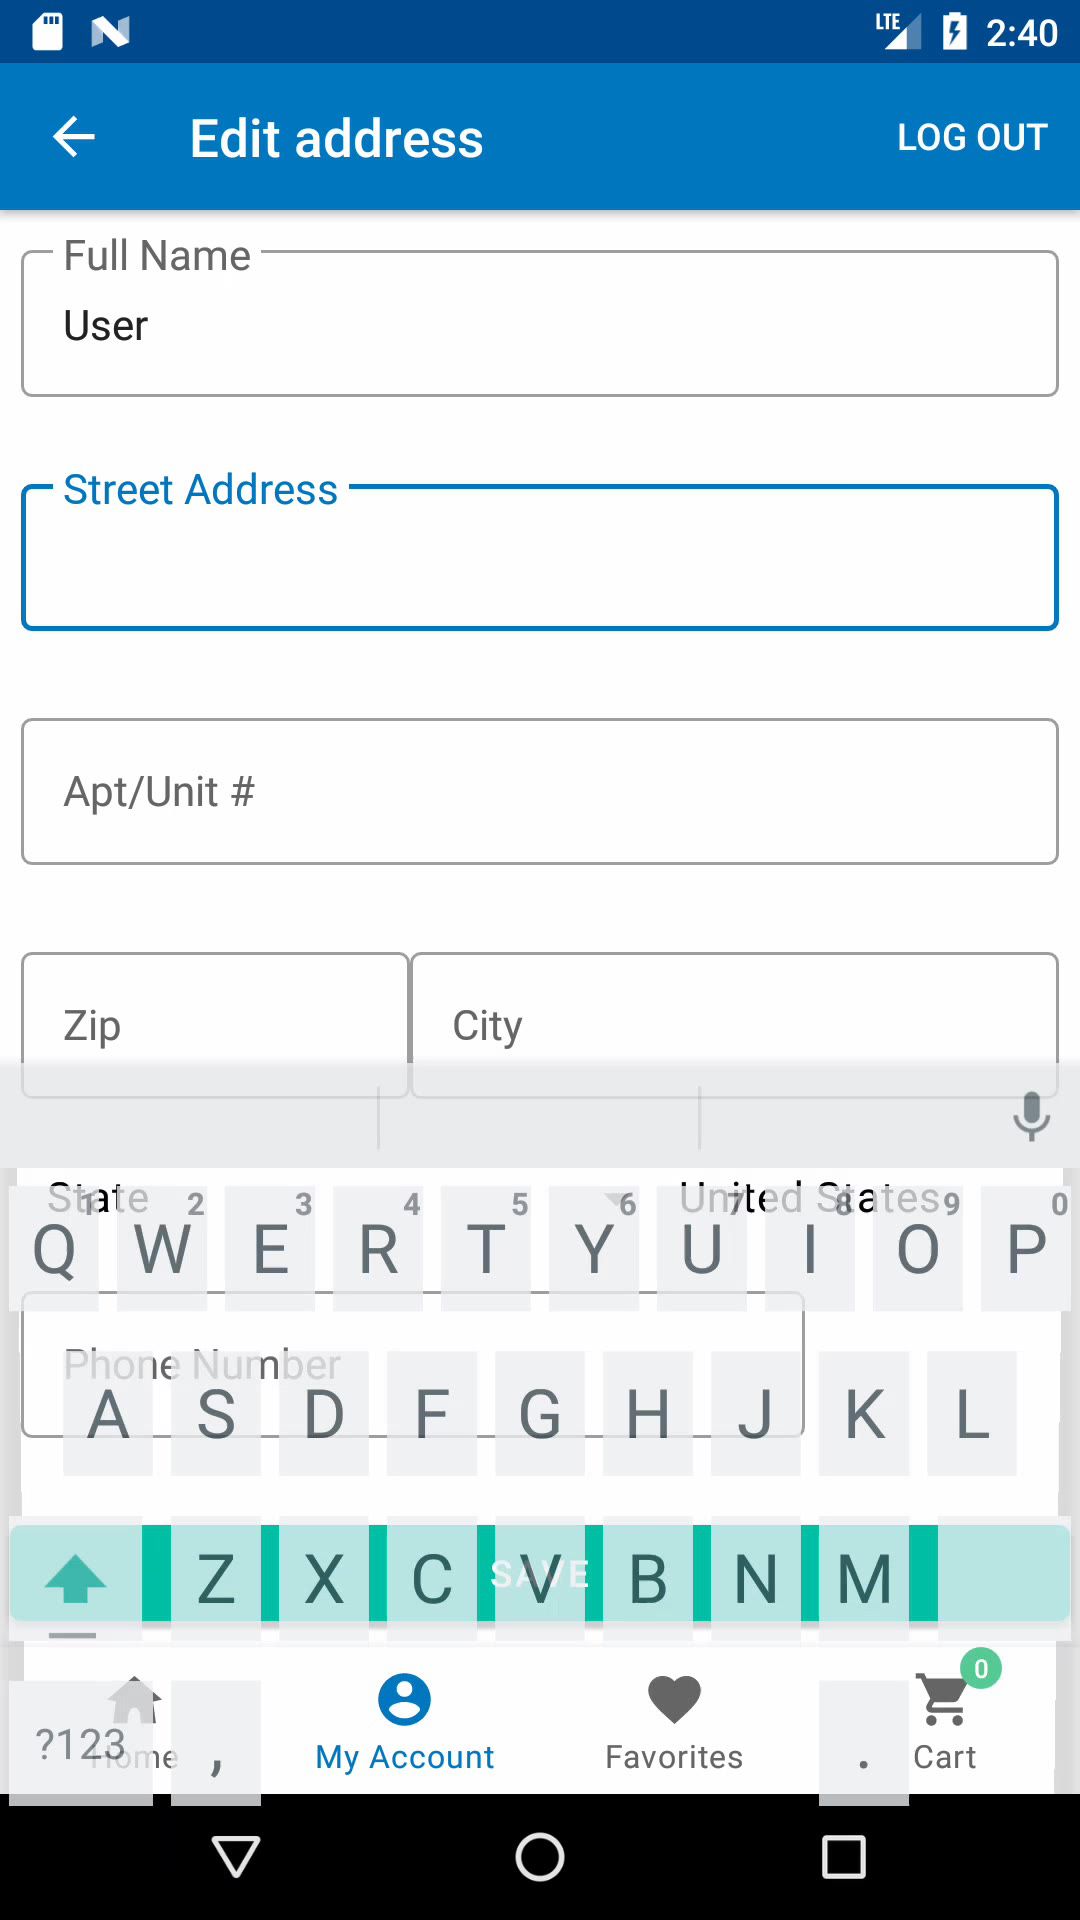 LTE 2:40
Edit address LOG OUT
Full Name
User
Street Address
Apt/Unit #
Zip City
State United States
1 2 3 4 5 6 7 8 9 0
Q W E R T Y U I O P
Phone Number
A S D F G H J K L
SAVE
Z X C V B N M
0
?123 , .
Home My Account Favorites Cart